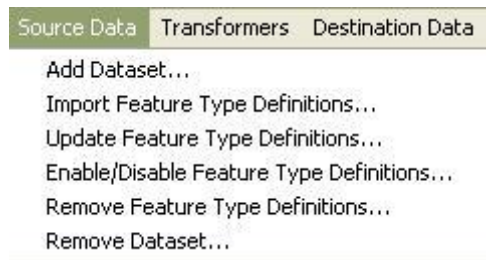 Source Data Transformers Destination Data
Add Dataset...
Import Feature Type Definitions...
Update Feature Type Definitions...
Enable/Disable Feature Type Definitions...
Remove Feature Type Definitions...
Remove Dataset...